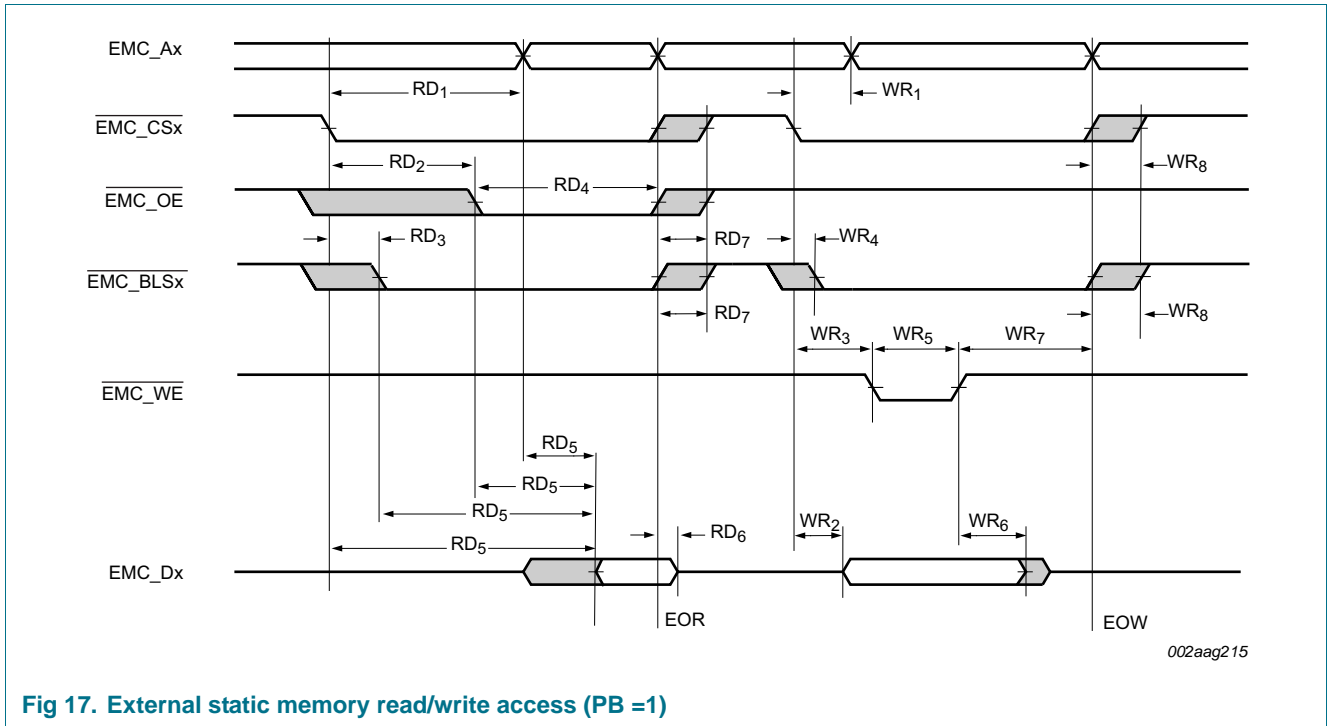 EMC_Ax
RD1
WR1
EMC_CSx
RD2
WR8
RD4
EMC_OE
RD3
RD7
WR4
EMC_BLSx
RD7
WR8
WR3
WR5
WR7
EMC_WE
RD5
RD5
RD5
WR2
WR6
RD6
RD5
EMC_Dx
EOR
EOW
002aag215
Fig 17. External static memory read/write access (PB =1)